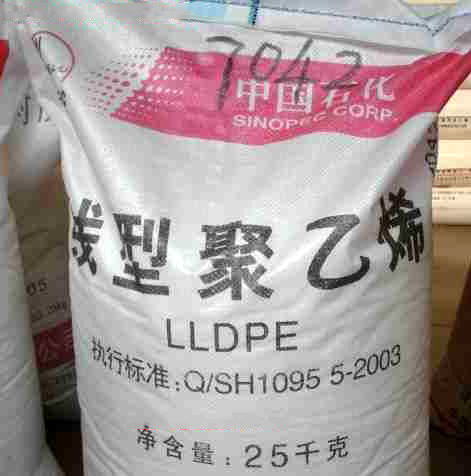 7042
中国石化
SINOPEC CORP.
线型聚乙烯
LLDPE
执行标准:Q/SH1095 5-2003
净含量: 25千克